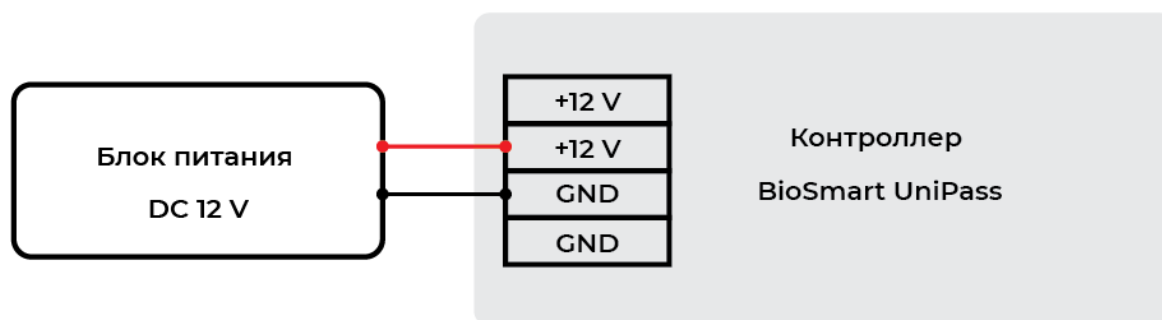 Блок питания
DC 12 V
+12 V
+12 V
GND
GND
Контроллер
BioSmart UniPass